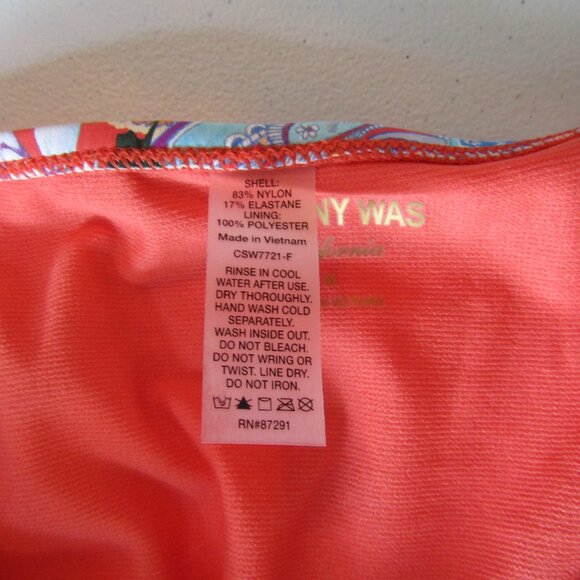 SHELL:
83% NYLON
17% ELASTANE
LINING:
100% POLYESTER
Made in Vietnam
CSW7721-F
RINSE IN COOL
WATER AFTER USE.
DRY THOROUGHLY.
HAND WASH COLD
SEPARATELY.
WASH INSIDE OUT.
DO NOT BLEACH.
DO NOT WRING OR
TWIST. LINE DRY.
DO NOT IRON.
RN#87291
NY WAS